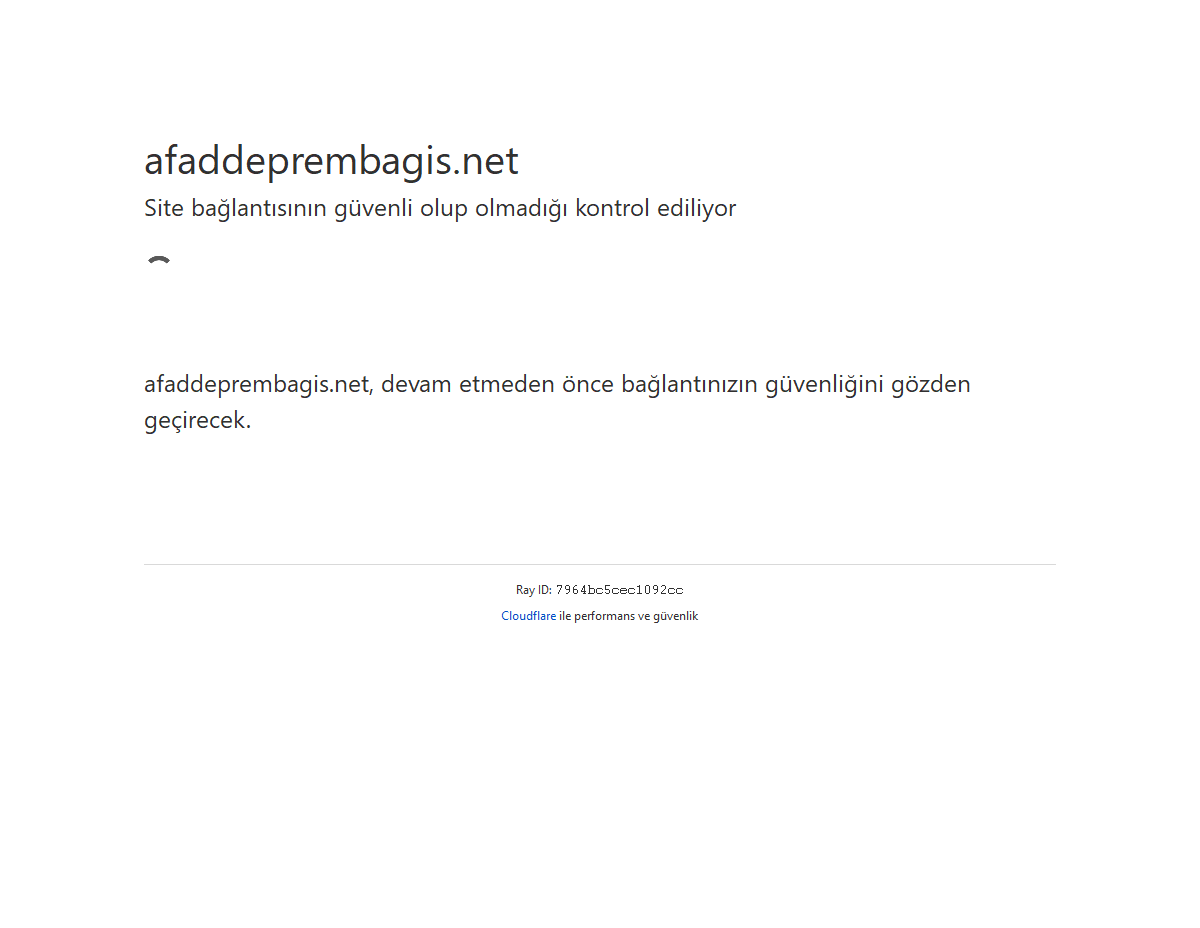 afaddeprembagis.net
Site bağlantısının güvenli olup olmadığı kontrol ediliyor
afaddeprembagis.net, devam etmeden önce bağlantınızın güvenliğini gözden
geçirecek.
Ray ID: 7964bc5cec1092cc
Cloudflare ile performans ve güvenlik